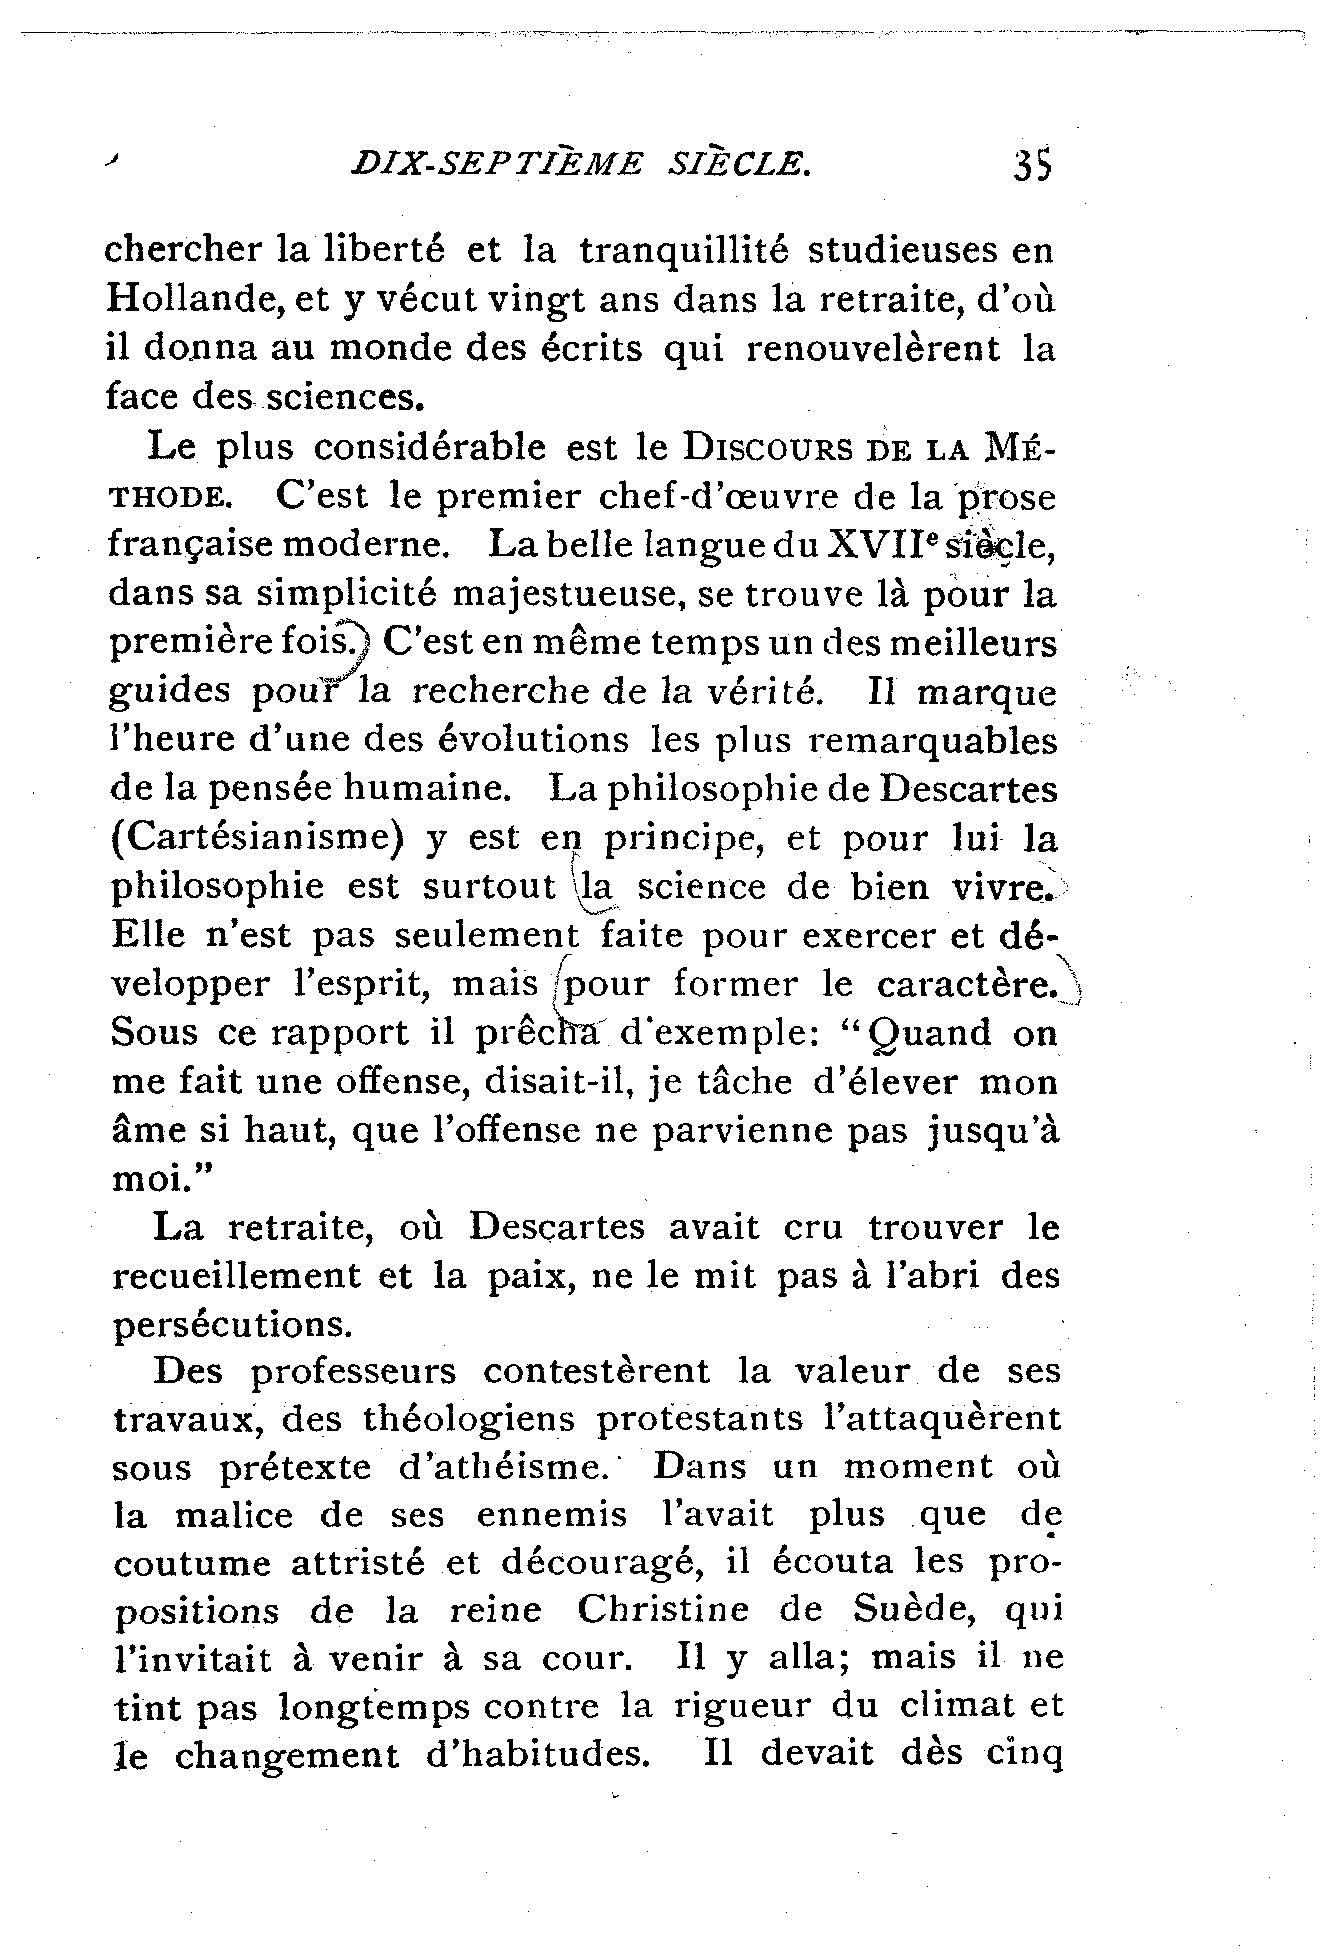 DIX-SEPTIÈME SIÈCLE. 35
chercher la liberté et la tranquillité studieuses en
Hollande, et y vécut vingt ans dans la retraite, d'où
il donna au monde des écrits qui renouvelèrent la
face des sciences.
Le plus considérable est le DISCOURS DE LA MÉ-
THODE. C'est le premier chef-d'œuvre de la prose
française moderne. La belle langue du XVIIe siècle,
dans sa simplicité majestueuse, se trouve là pour la
première fois. C'est en même temps un des meilleurs
guides pour la recherche de la vérité. Il marque
l'heure d'une des évolutions les plus remarquables
de la pensée humaine. La philosophie de Descartes
(Cartésianisme) y est en principe, et pour lui la
philosophie est surtout la science de bien vivre.
Elle n'est pas seulement faite pour exercer et dé-
velopper l'esprit, mais pour former le caractère.
Sous ce rapport il prêcha d'exemple: “Quand on
me fait une offense, disait-il, je tâche d'élever mon
âme si haut, que l'offense ne parvienne pas jusqu'à
moi.”
La retraite, où Descartes avait cru trouver le
recueillement et la paix, ne le mit pas à l'abri des
persécutions.
Des professeurs contestèrent la valeur de ses
travaux, des théologiens protestants l'attaquèrent
sous prétexte d'athéisme. Dans un moment où
la malice de ses ennemis l'avait plus que de
coutume attristé et découragé, il écouta les pro-
positions de la reine Christine de Suède, qui
l'invitait à venir à sa cour. Il y alla; mais il ne
tint pas longtemps contre la rigueur du climat et
le changement d'habitudes. Il devait dès cinq